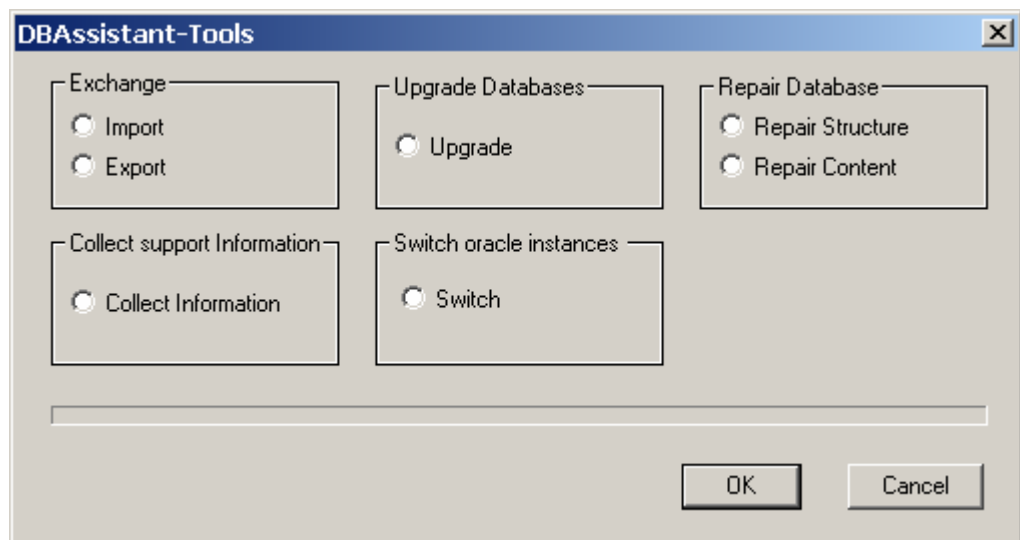 DBAssistant-Tools
Exchange
Import
Export
Upgrade Databases
Upgrade
Repair Database
Repair Structure
Repair Content
Collect support Information
Collect Information
Switch oracle instances
Switch
OK
Cancel